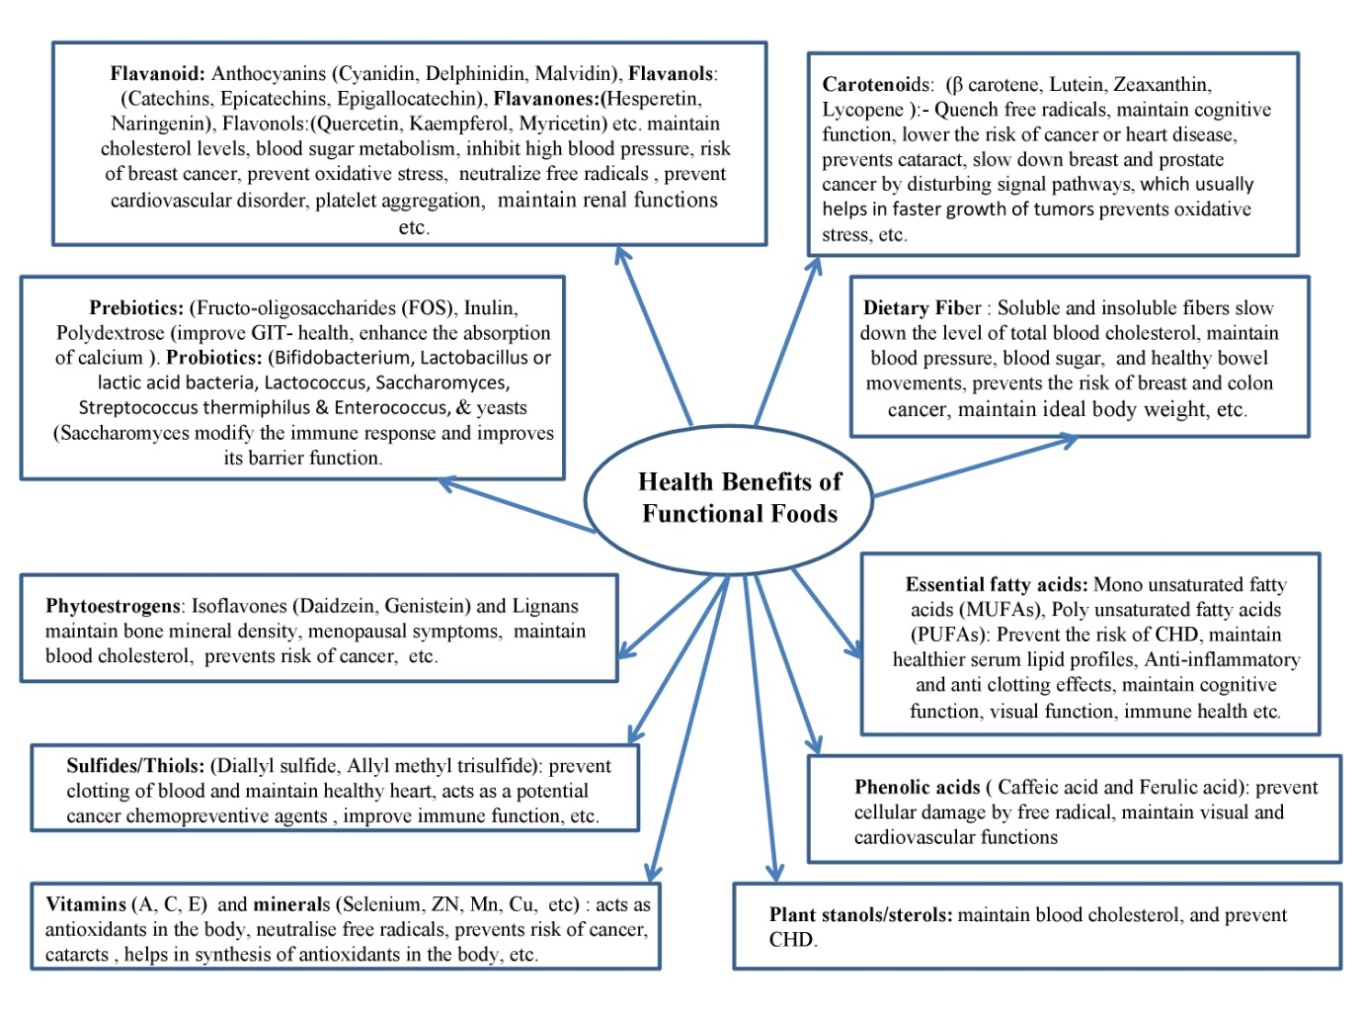 Flavanoid: Anthocyanins (Cyanidin, Delphinidin, Malvidin), Flavanols:
(Catechins, Epicatechins, Epigallocatechin), Flavanones:(Hesperetin,
Naringenin), Flavonols:(Quercetin, Kaempferol, Myricetin) etc. maintain
cholesterol levels, blood sugar metabolism, inhibit high blood pressure, risk
of breast cancer, prevent oxidative stress, neutralize free radicals , prevent
cardiovascular disorder, platelet aggregation, maintain renal functions
etc.
Carotenoids: (β carotene, Lutein, Zeaxanthin,
Lycopene ):- Quench free radicals, maintain cognitive
function, lower the risk of cancer or heart disease,
prevents cataract, slow down breast and prostate
cancer by disturbing signal pathways, which usually
helps in faster growth of tumors prevents oxidative
stress, etc.
Prebiotics: (Fructo-oligosaccharides (FOS), Inulin,
Polydextrose (improve GIT- health, enhance the absorption
of calcium ). Probiotics: (Bifidobacterium, Lactobacillus or
lactic acid bacteria, Lactococcus, Saccharomyces,
Streptococcus thermiphilus & Enterococcus, & yeasts
(Saccharomyces modify the immune response and improves
its barrier function.
Dietary Fiber : Soluble and insoluble fibers slow
down the level of total blood cholesterol, maintain
blood pressure, blood sugar, and healthy bowel
movements, prevents the risk of breast and colon
cancer, maintain ideal body weight, etc.
Health Benefits of
Functional Foods
Phytoestrogens: Isoflavones (Daidzein, Genistein) and Lignans
maintain bone mineral density, menopausal symptoms, maintain
blood cholesterol, prevents risk of cancer, etc.
Essential fatty acids: Mono unsaturated fatty
acids (MUFAs), Poly unsaturated fatty acids
(PUFAs): Prevent the risk of CHD, maintain
healthier serum lipid profiles, Anti-inflammatory
and anti clotting effects, maintain cognitive
function, visual function, immune health etc.
Sulfides/Thiols: (Diallyl sulfide, Allyl methyl trisulfide): prevent
clotting of blood and maintain healthy heart, acts as a potential
cancer chemopreventive agents , improve immune function, etc.
Phenolic acids ( Caffeic acid and Ferulic acid): prevent
cellular damage by free radical, maintain visual and
cardiovascular functions
Vitamins (A, C, E) and minerals (Selenium, ZN, Mn, Cu, etc) : acts as
antioxidants in the body, neutralise free radicals, prevents risk of cancer,
catarcts , helps in synthesis of antioxidants in the body, etc.
Plant stanols/sterols: maintain blood cholesterol, and prevent
CHD.